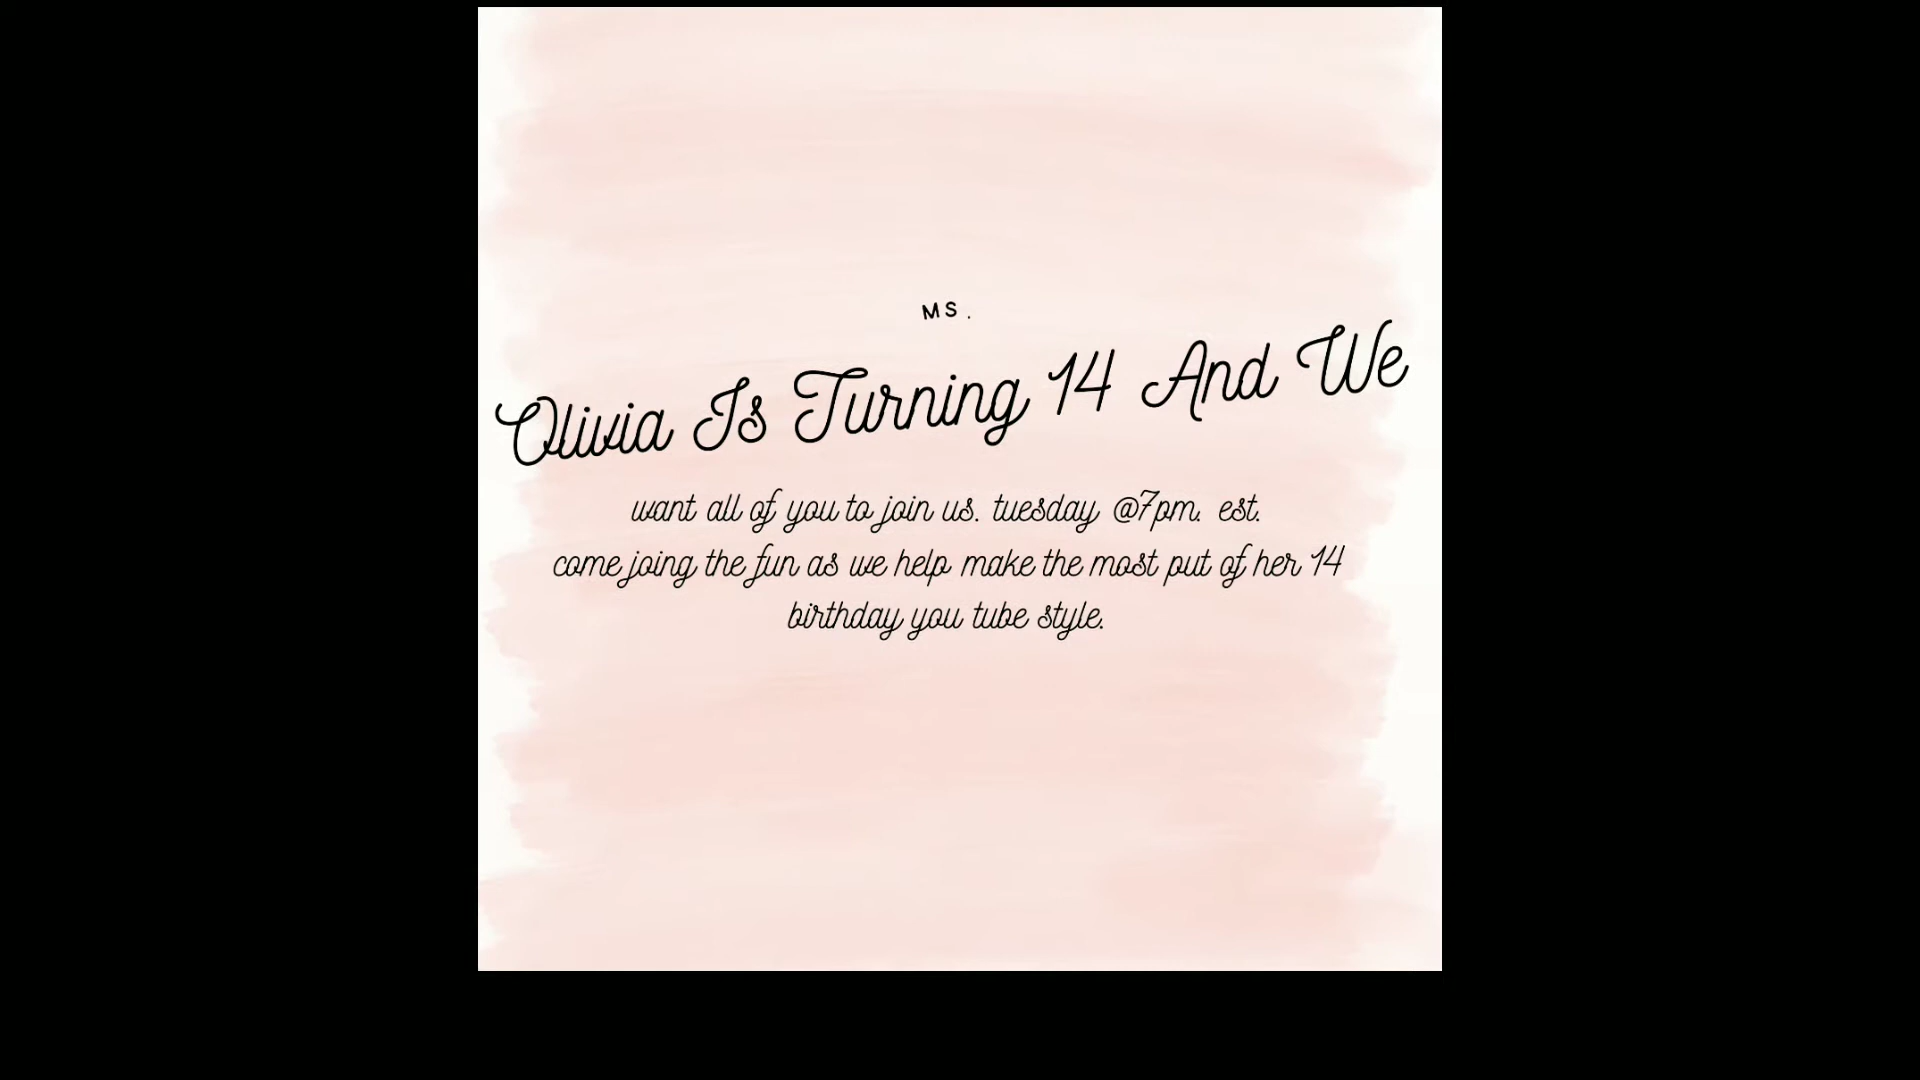 MS.
Olivia Is Turning 14 And We
want all of you to join us. tuesday @7pm. est.
come joing the fun as we help make the most put of her 14
birthday you tube style.